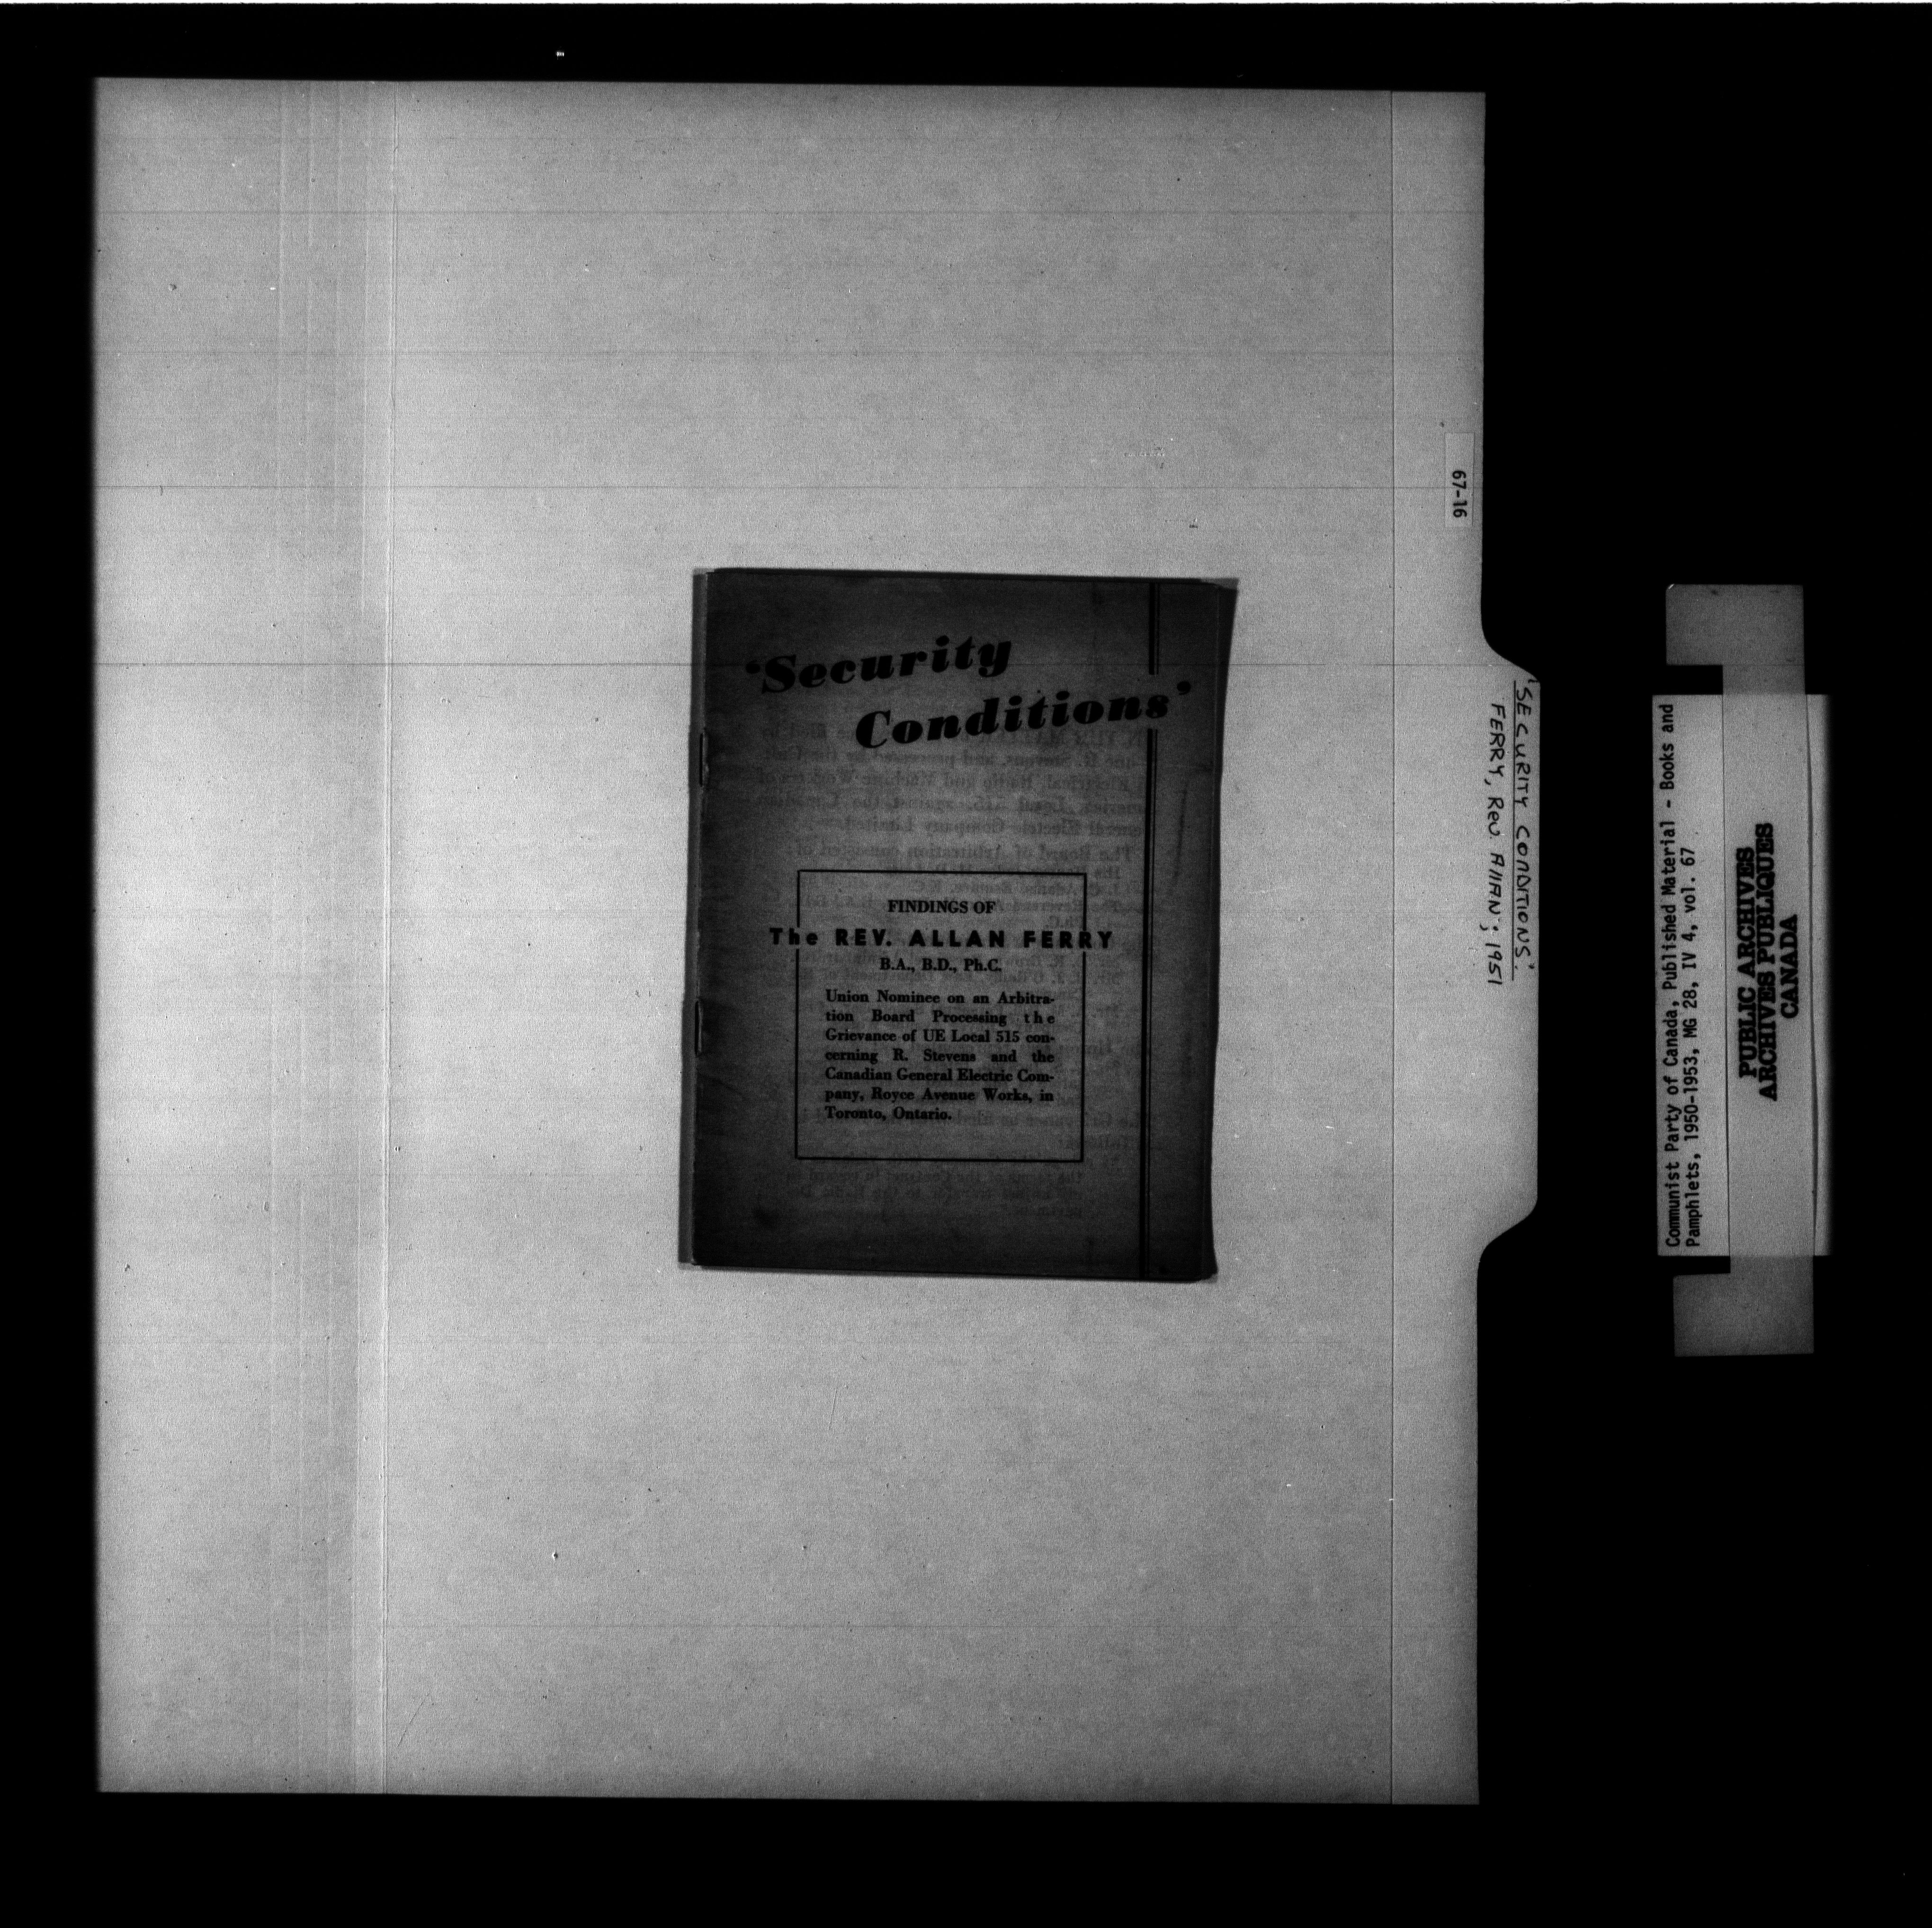 'Security
Conditions'
FINDINGS OF
The REV. ALLAN FERRY
B.A., B.D., Ph.C.
Union Nominee on an Arbitra-
tion Board Processing the
Grievance of UE Local 515 con-
cerning R. Stevens and the
Canadian General Electric Com-
pany, Royce Avenue Works, in
Toronto, Ontario.
67-16
'SECURITY CONDITIONS'.
FERRY, Rev Allan; 1951
Communist Party of Canada, Published Material - Books and
Pamphlets, 1950-1953, MG 28, IV 4, vol. 67
PUBLIC ARCHIVES
ARCHIVES PUBLIQUES
CANADA